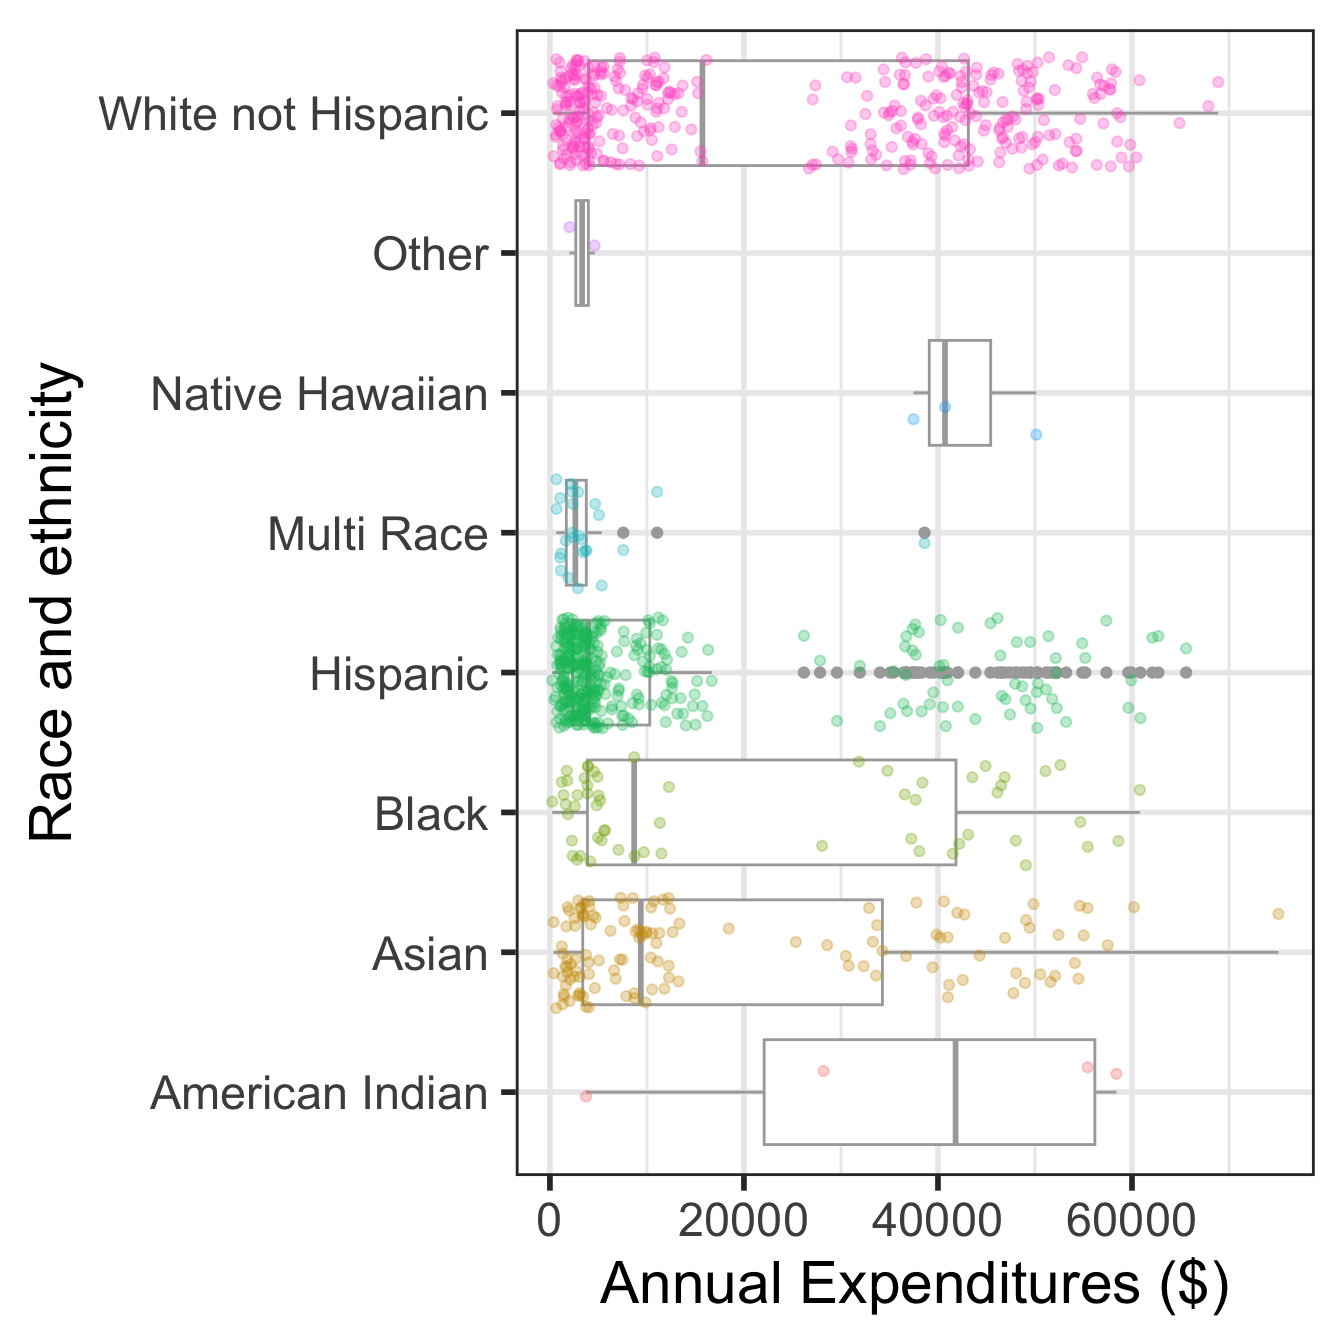 Race and ethnicity
White not Hispanic
Other
Native Hawaiian
Multi Race
Hispanic
Black
Asian
American Indian
0 20000 40000 60000
Annual Expenditures ($)